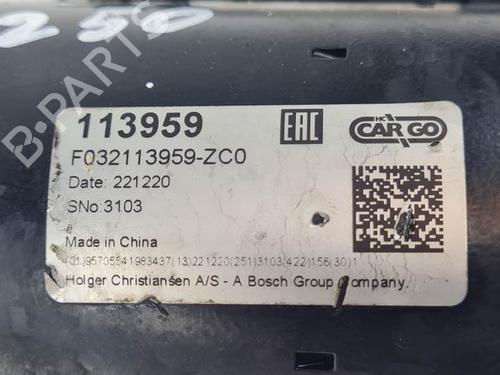 250
113959
EAC
HC
CARGO
F032113959-ZC0
Date: 221220
SNo:3103
#
Made in China
(01)9570554198343​7(13)221220(251)3103(422)156(30)1
Holger Christiansen A/S - A Bosch Group Company.
B-PARTS